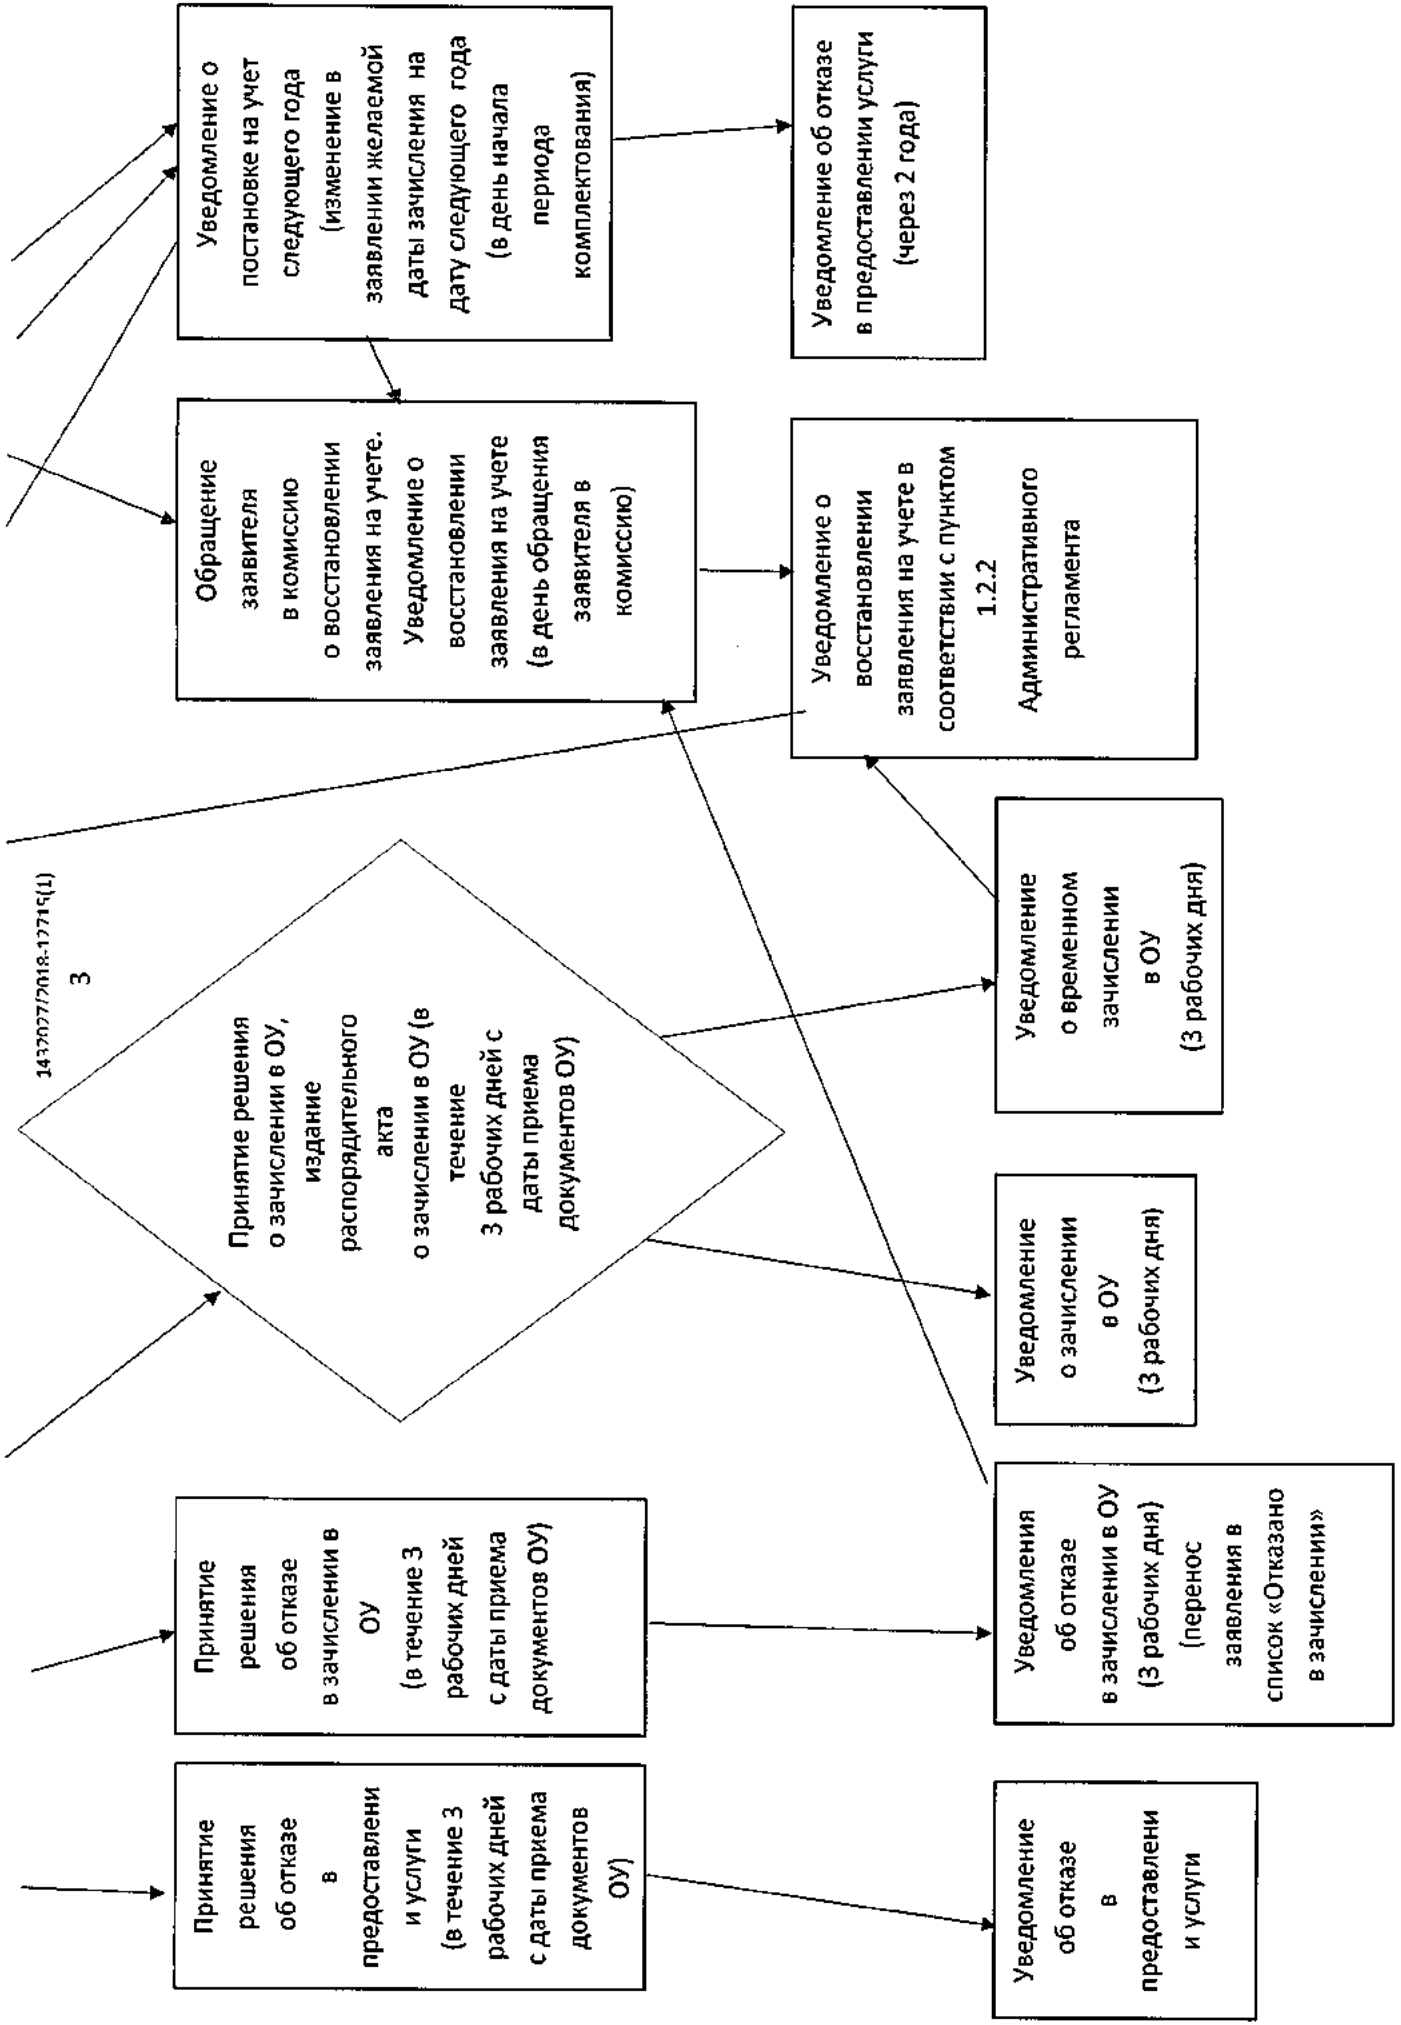 1432027/2018-12715(1)
3
Принятие
решения
об отказе
в
предоставлени
и услуги
(в течение 3
рабочих дней
с даты приема
документов
ОУ)
Принятие
решения
об отказе
в зачислении в
ОУ
(в течение 3
рабочих дней
с даты приема
документов ОУ)
Принятие решения
о зачислении в ОУ,
издание
распорядительного
акта
о зачислении в ОУ (в
течение
3 рабочих дней с
даты приема
документов ОУ)
Обращение
заявителя
в комиссию
о восстановлении
заявления на учете.
Уведомление о
восстановлении
заявления на учете
(в день обращения
заявителя в
комиссию)
Уведомление о
постановке на учет
следующего года
(изменение в
заявлении желаемой
даты зачисления на
дату следующего года
(в день начала
периода
комплектования)
Уведомление
об отказе
в
предоставлени
и услуги
Уведомления
об отказе
в зачислении в ОУ
(3 рабочих дня)
(перенос
заявления в
список «Отказано
в зачислении»
Уведомление
о зачислении
в ОУ
(3 рабочих дня)
Уведомление
о временном
зачислении
в ОУ
(3 рабочих дня)
Уведомление о
восстановлении
заявления на учете в
соответствии с пунктом
1.2.2
Административного
регламента
Уведомление об отказе
в предоставлении услуги
(через 2 года)